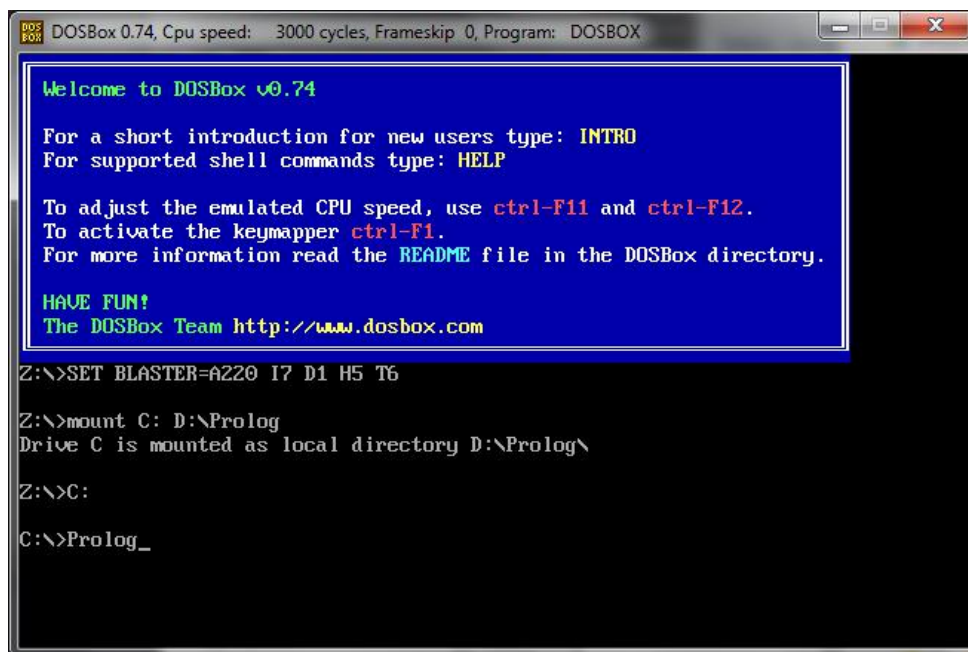 DOSBox 0.74, Cpu speed: 3000 cycles, Frameskip 0, Program: DOSBOX
Welcome to DOSBox v0.74
For a short introduction for new users type: INTRO
For supported shell commands type: HELP
To adjust the emulated CPU speed, use ctrl-F11 and ctrl-F12.
To activate the keymapper ctrl-F1.
For more information read the README file in the DOSBox directory.
HAVE FUN!
The DOSBox Team http://www.dosbox.com
Z:\>SET BLASTER=A220 I7 D1 H5 T6
Z:\>mount C: D:\Prolog
Drive C is mounted as local directory D:\Prolog\
Z:\>C:
C:\>Prolog_